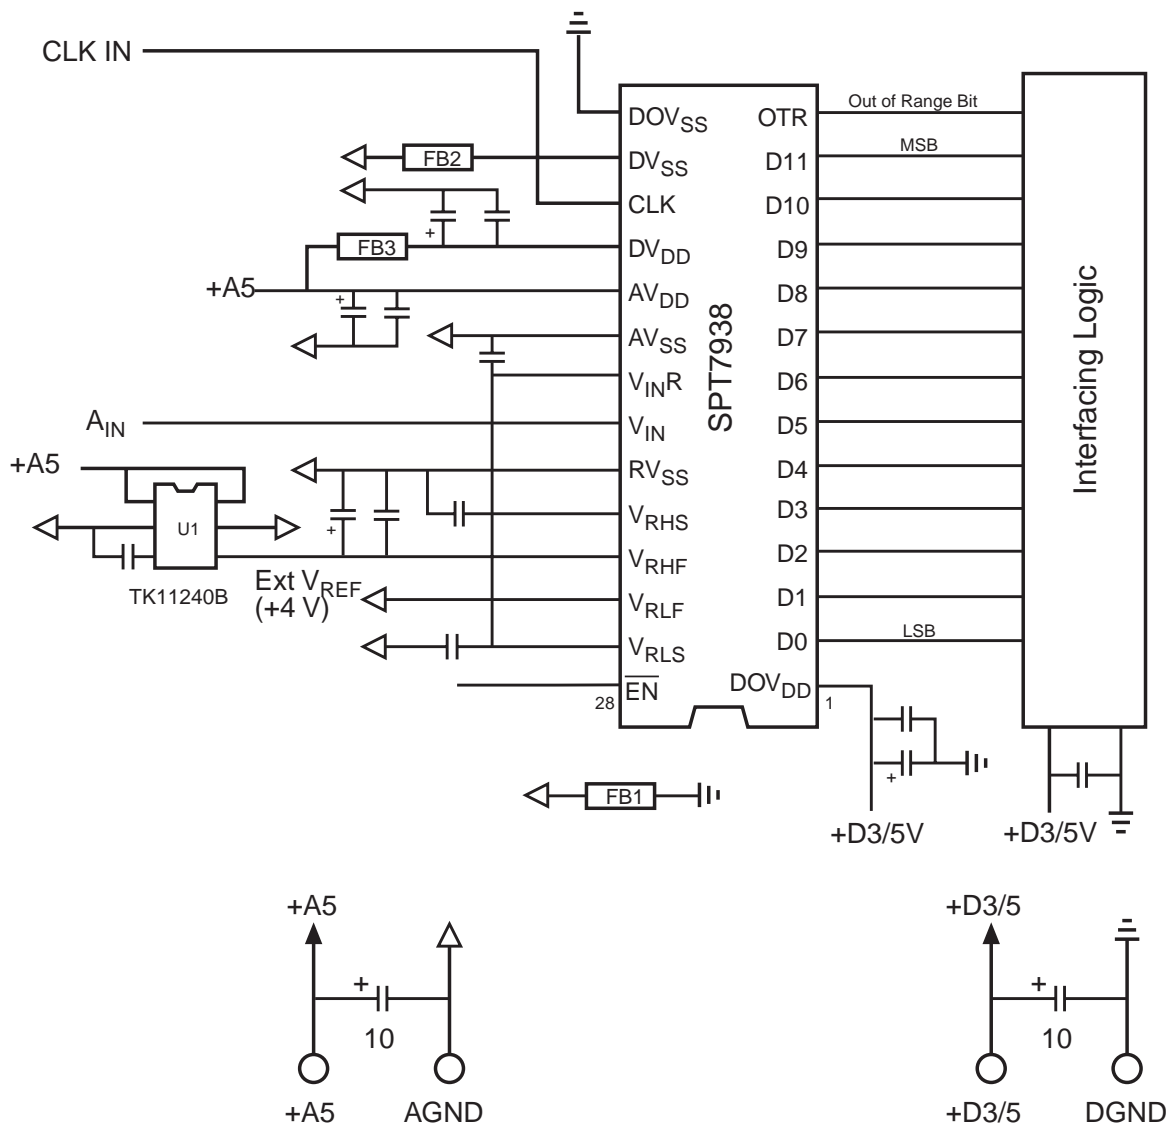 CLK IN
DOVSS
OTR
Out of Range Bit
FB2
DVSS
D11
MSB
CLK
D10
+
FB3
DVDD
D9
+A5
+
AVDD
D8
AVSS
D7
VINR
D6
AIN
VIN
D5
+A5
RVSS
D4
U1
+
VRHS
D3
VRHF
D2
TK11240B
Ext VREF
(+4 V)
VRLF
D1
VRLS
D0
LSB
28
EN
DOVDD
1
SPT7938
Interfacing Logic
+
FB1
+D3/5V
+D3/5V
+A5
+D3/5
+
10
+
10
+A5
AGND
+D3/5
DGND